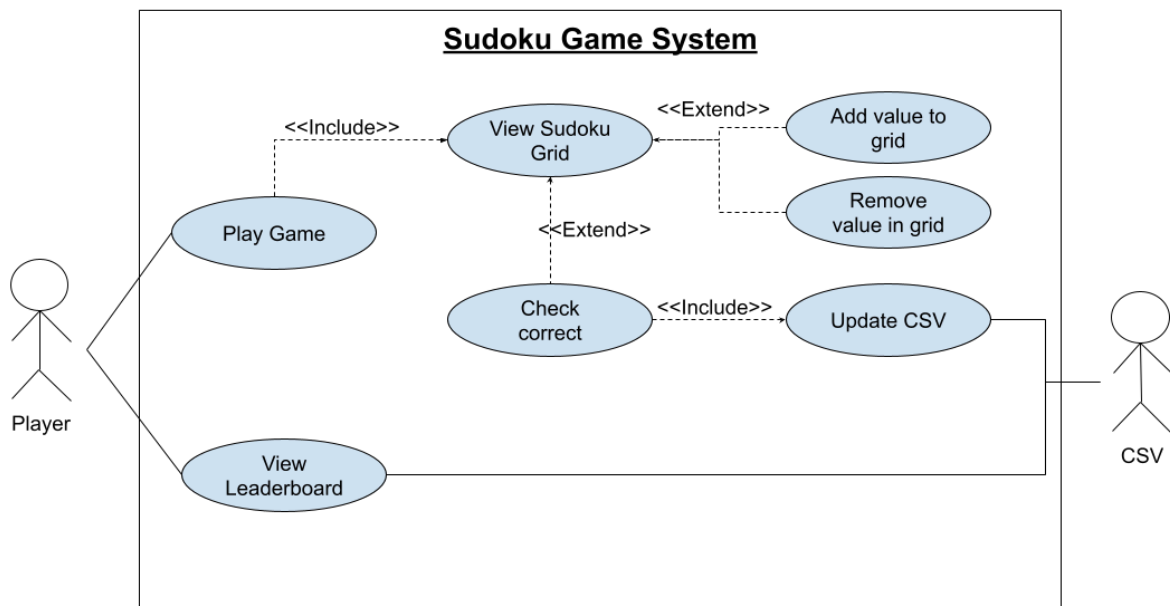 Sudoku Game System
<<Include>>
View Sudoku
Grid
<<Extend>>
Add value to
grid
Remove
value in grid
Play Game
<<Extend>>
Check
correct
<<Include>>
Update CSV
Player
View
Leaderboard
CSV